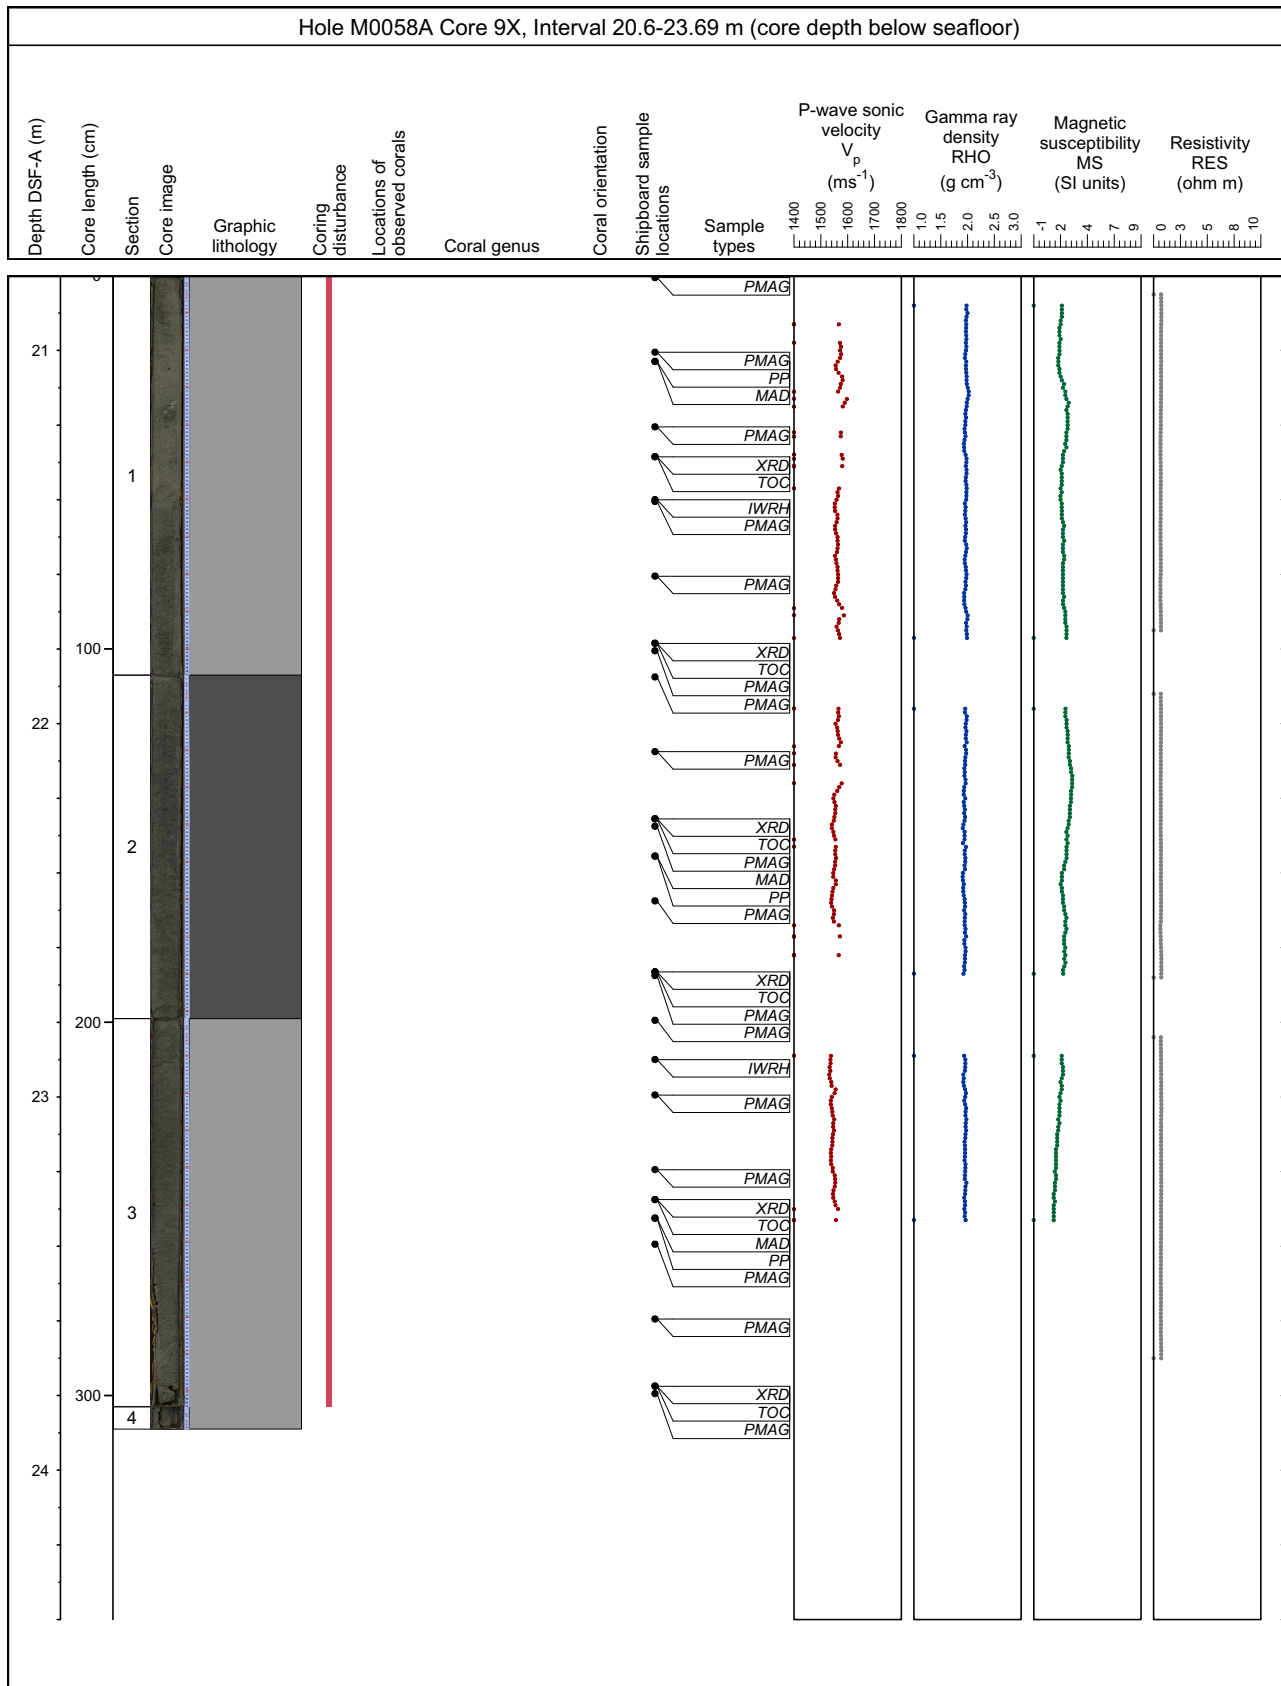 Hole M0058A Core 9X, Interval 20.6-23.69 m (core depth below seafloor)
Depth DSF-A (m)
Core length (cm)
Section
Core image
Graphic
lithology
Coring
disturbance
Locations of
observed corals
Coral genus
Coral orientation
Shipboard sample
locations
Sample
types
P-wave sonic
velocity
Vp
(ms-1)
1400 1500 1600 1700 1800
Gamma ray
density
RHO
(g cm-3)
1.0 1.5 2.0 2.5 3.0
Magnetic
susceptibility
MS
(SI units)
-1 2 4 7 9
Resistivity
RES
(ohm m)
0 3 5 8 10
0
PMAG
21
PMAG
PP
MAD
PMAG
XRD
TOC
1
IWRH
PMAG
PMAG
100
XRD
TOC
PMAG
PMAG
22
PMAG
XRD
2
TOC
PMAG
MAD
PP
PMAG
XRD
TOC
PMAG
200
PMAG
IWRH
23
PMAG
PMAG
XRD
3
TOC
MAD
PP
PMAG
PMAG
300
XRD
4
TOC
PMAG
24